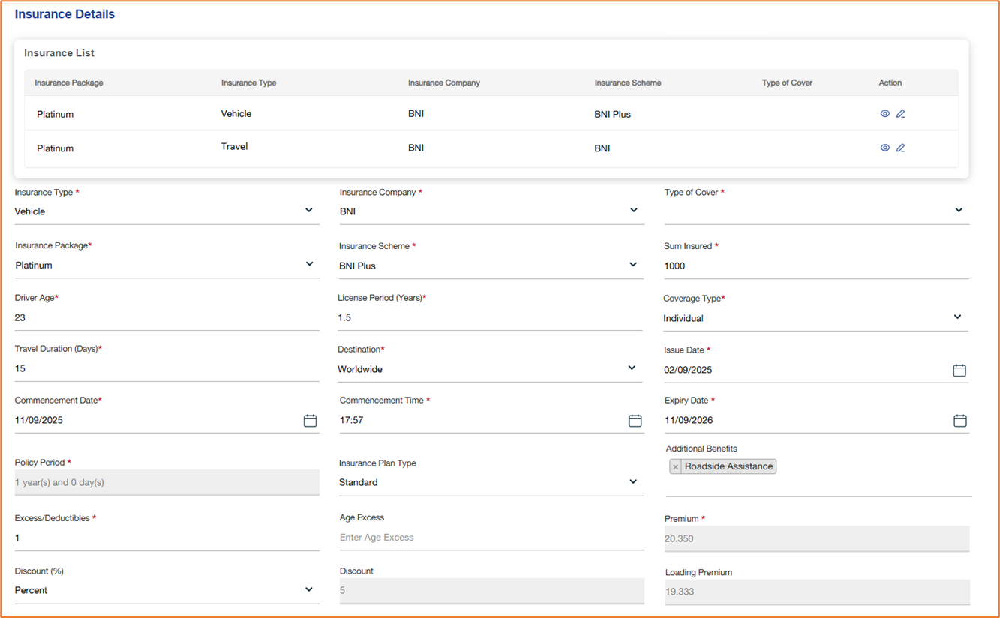 Insurance Details
Insurance List
Insurance Package Insurance Type Insurance Company Insurance Scheme Type of Cover Action
Platinum Vehicle BNI BNI Plus
Platinum Travel BNI BNI
Insurance Type * Insurance Company * Type of Cover *
Vehicle BNI
Insurance Package* Insurance Scheme * Sum Insured *
Platinum BNI Plus 1000
Driver Age* License Period (Years)* Coverage Type*
23 1.5 Individual
Travel Duration (Days)* Destination* Issue Date *
15 Worldwide 02/09/2025
Commencement Date* Commencement Time * Expiry Date *
11/09/2025 17:57 11/09/2026
Policy Period * Insurance Plan Type Additional Benefits
1 year(s) and 0 day(s) Standard × Roadside Assistance
Excess/Deductibles * Age Excess Premium *
1 Enter Age Excess 20.350
Discount (%) Discount Loading Premium
Percent 5 19.333